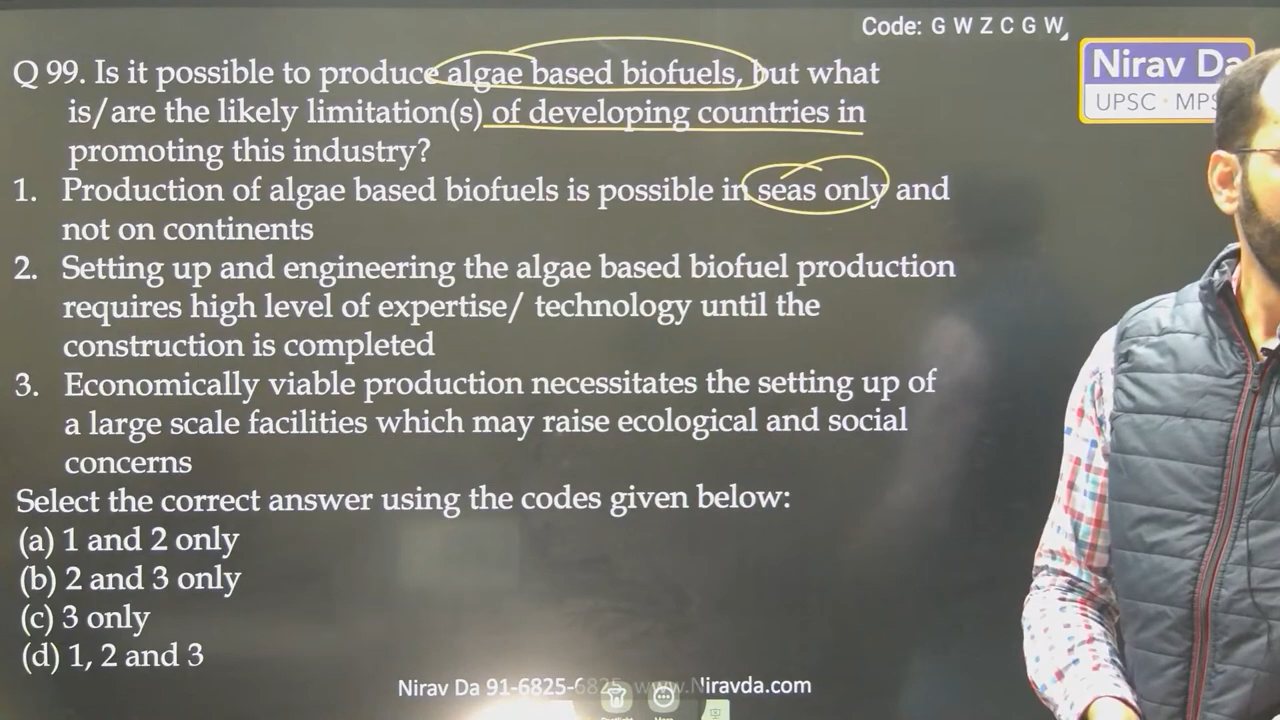 Code: G W Z C G W
Nirav Da
UPSC · MPS
Q 99. Is it possible to produce algae based biofuels, but what
is/are the likely limitation(s) of developing countries in
promoting this industry?
1. Production of algae based biofuels is possible in seas only and
not on continents
2. Setting up and engineering the algae based biofuel production
requires high level of expertise/ technology until the
construction is completed
3. Economically viable production necessitates the setting up of
a large scale facilities which may raise ecological and social
concerns
Select the correct answer using the codes given below:
(a) 1 and 2 only
(b) 2 and 3 only
(c) 3 only
(d) 1, 2 and 3
Nirav Da 91-6825-6825 www.Niravda.com